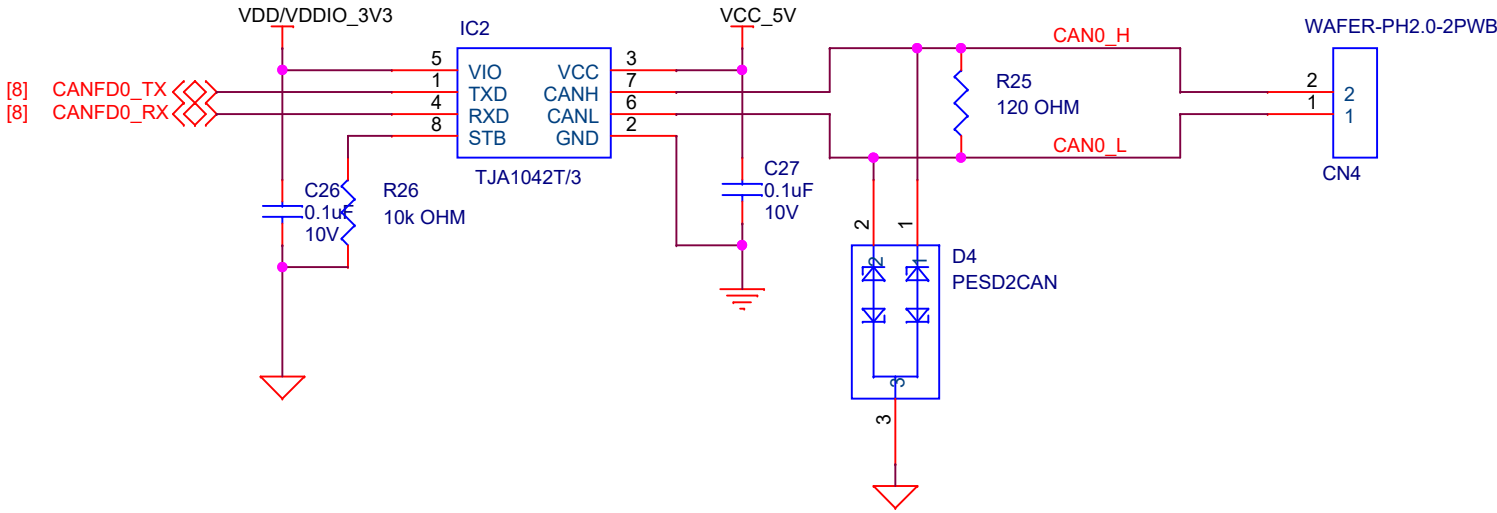 VDD/VDDIO_3V3
VCC_5V
IC2
WAFER-PH2.0-2PWB
CAN0_H
5 VIO VCC 3
[8] CANFD0_TX 1 TXD CANH 7
[8] CANFD0_RX 4 RXD CANL 6
8 STB GND 2
TJA1042T/3
R25
120 OHM
2 2
1 1
CN4
CAN0_L
C26
0.1uF
10V
R26
10k OHM
C27
0.1uF
10V
2 1
2 1
D4
PESD2CAN
3
3